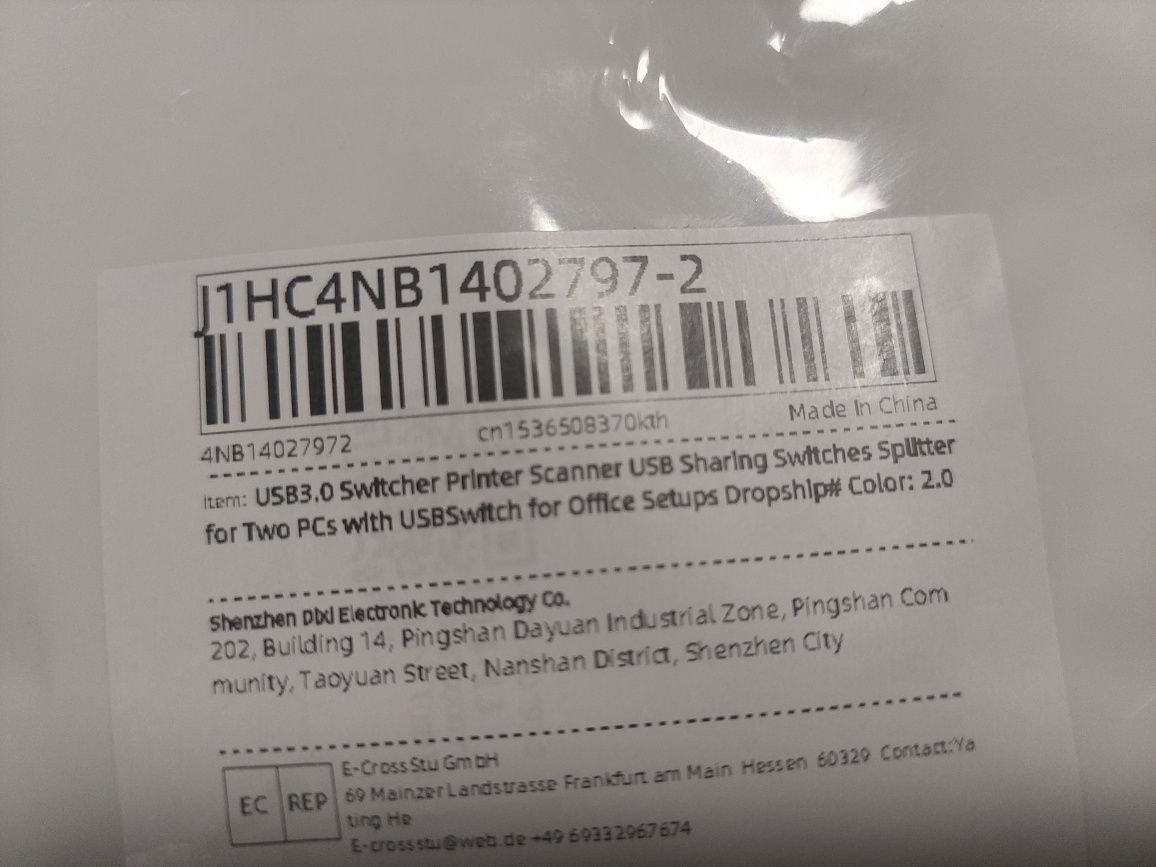 J1HC4NB1402797-2
4NB14027972 cn1536508370kth Made In China
Item: USB3.0 Switcher Printer Scanner USB Sharing Switches Splitter
for Two PCs with USBSwitch for Office Setups Dropship# Color: 2.0
Shenzhen Dixi Electronic Technology Co.
202, Building 14, Pingshan Dayuan Industrial Zone, Pingshan Com
munity, Taoyuan Street, Nanshan District, Shenzhen City
EC REP
E-CrossStu GmbH
69 Mainzer Landstrasse Frankfurt am Main Hessen 60329 Contact:Ya
ting He
E-crossstu@web.de +49 69332967674